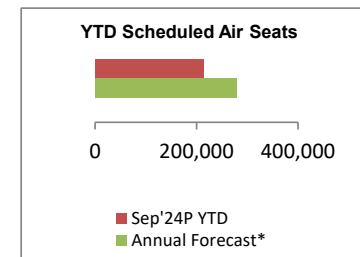 YTD Scheduled Air Seats
0 200,000 400,000
Sep'24P YTD
Annual Forecast*